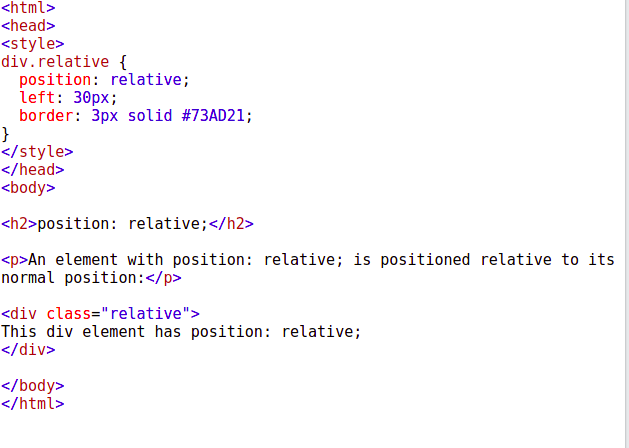 <html>
<head>
<style>
div.relative {
  position: relative;
  left: 30px;
  border: 3px solid #73AD21;
}
</style>
</head>
<body>

<h2>position: relative;</h2>

<p>An element with position: relative; is positioned relative to its
normal position:</p>

<div class="relative">
This div element has position: relative;
</div>

</body>
</html>